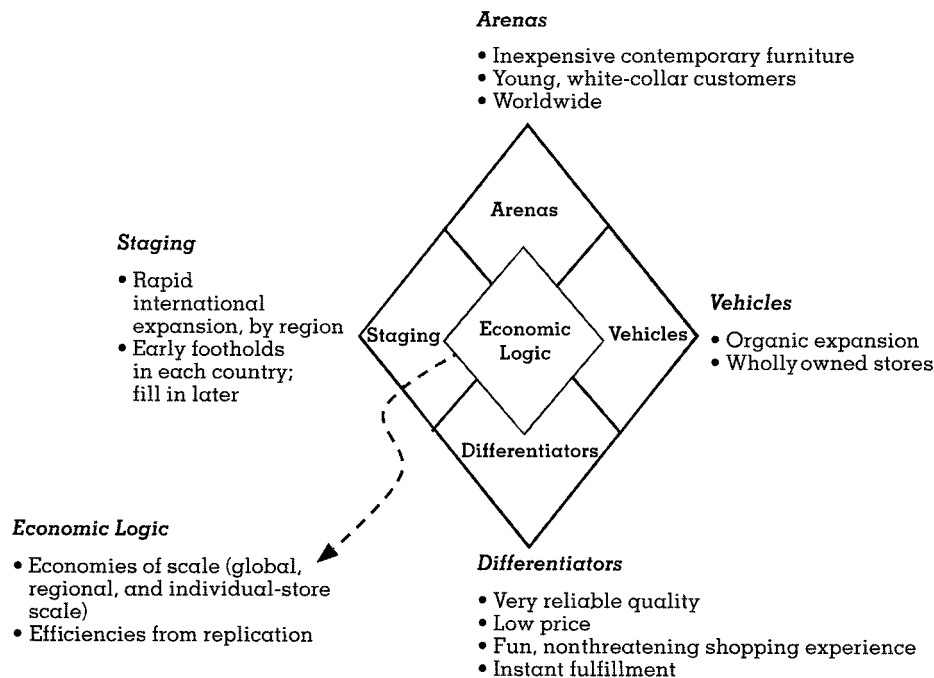 Arenas
• Inexpensive contemporary furniture
• Young, white-collar customers
• Worldwide
Arenas
Staging
• Rapid
international
expansion, by region
• Early footholds
in each country;
fill in later
Staging
Economic
Logic
Vehicles
Vehicles
• Organic expansion
• Wholly owned stores
Differentiators
Economic Logic
• Economies of scale (global,
regional, and individual-store
scale)
• Efficiencies from replication
Differentiators
• Very reliable quality
• Low price
• Fun, nonthreatening shopping experience
• Instant fulfillment